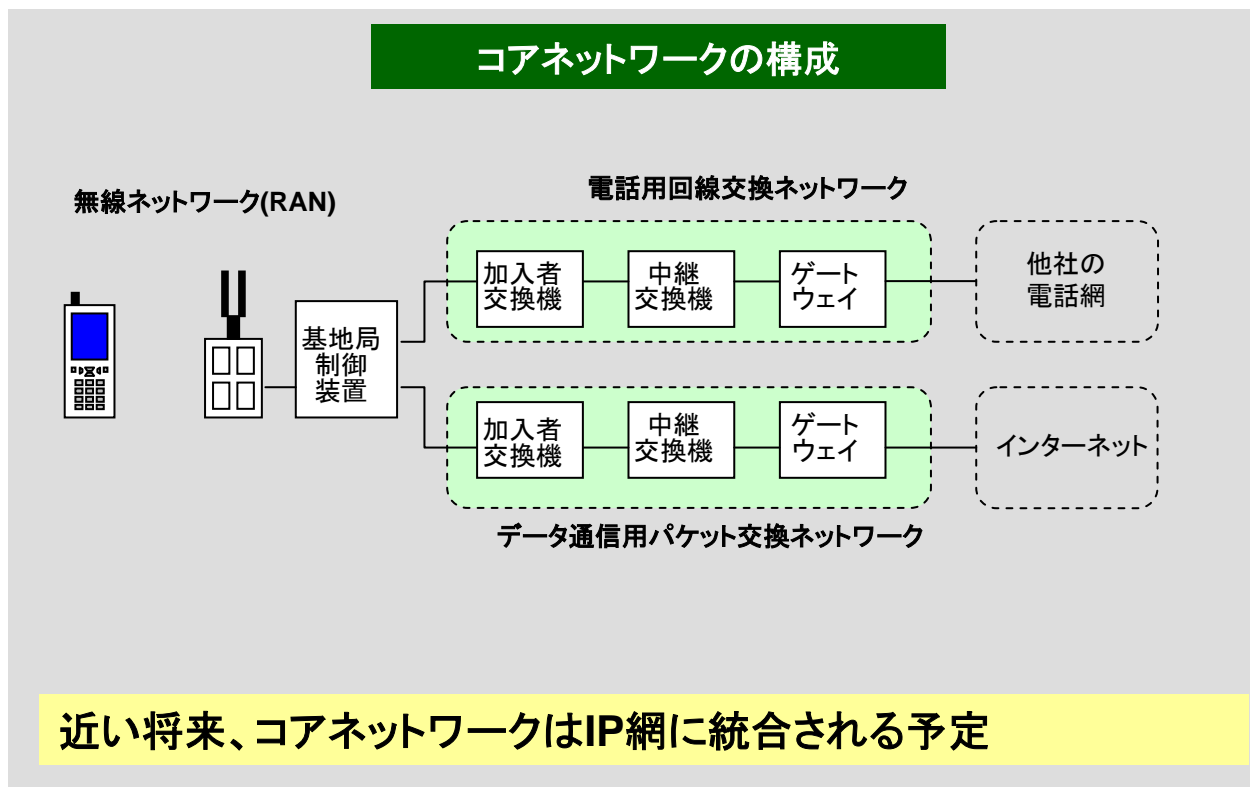 コアネットワークの構成
無線ネットワーク(RAN)
電話用回線交換ネットワーク
加入者
交換機
中継
交換機
ゲート
ウェイ
他社の
電話網
基地局
制御
装置
加入者
交換機
中継
交換機
ゲート
ウェイ
インターネット
データ通信用パケット交換ネットワーク
近い将来、コアネットワークはIP網に統合される予定